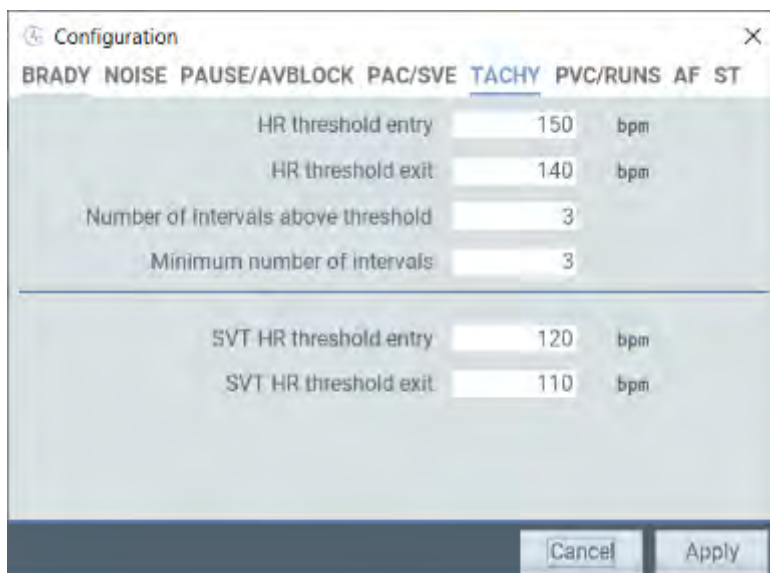 Configuration
BRADY NOISE PAUSE/AVBLOCK PAC/SVE TACHY PVC/RUNS AF ST
HR threshold entry 150 bpm
HR threshold exit 140 bpm
Number of intervals above threshold 3
Minimum number of intervals 3
SVT HR threshold entry 120 bpm
SVT HR threshold exit 110 bpm
Cancel Apply